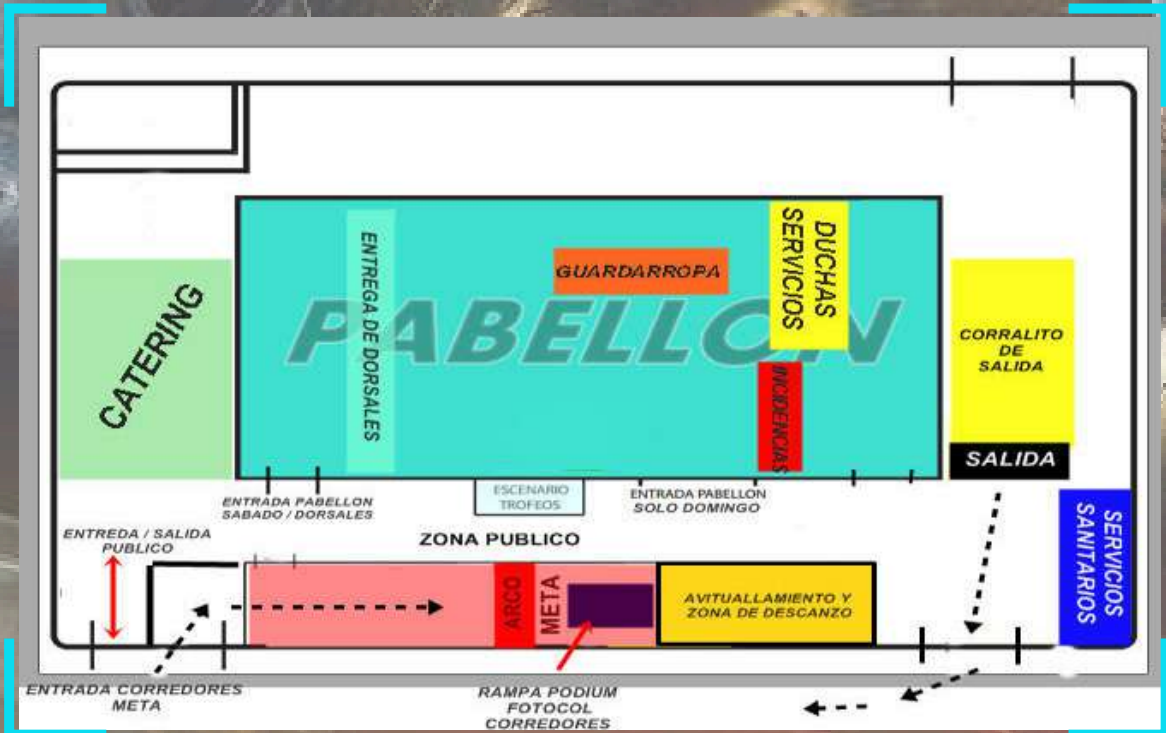 ENTREGA DE DORSALES
GUARDARROPA
DUCHAS
SERVICIOS
PABELLON
CATERING
INCIDENCIAS
CORRALITO
DE
SALIDA
SALIDA
ENTRADA PABELLON
SABADO / DORSALES
ESCENARIO
TROFEOS
ENTRADA PABELLON
SOLO DOMINGO
SERVICIOS
SANITARIOS
ENTREDA / SALIDA
PUBLICO
ZONA PUBLICO
ARCO
META
AVITUALLAMIENTO Y
ZONA DE DESCANZO
ENTRADA CORREDORES
META
RAMPA PODIUM
FOTOCOL
CORREDORES